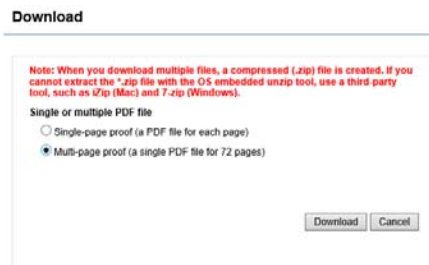 Download
Note: When you download multiple files, a compressed (.zip) file is created. If you
cannot extract the *.zip file with the OS embedded unzip tool, use a third-party
tool, such as iZip (Mac) and 7-zip (Windows).
Single or multiple PDF file
Single-page proof (a PDF file for each page)
Multi-page proof (a single PDF file for 72 pages)
Download Cancel